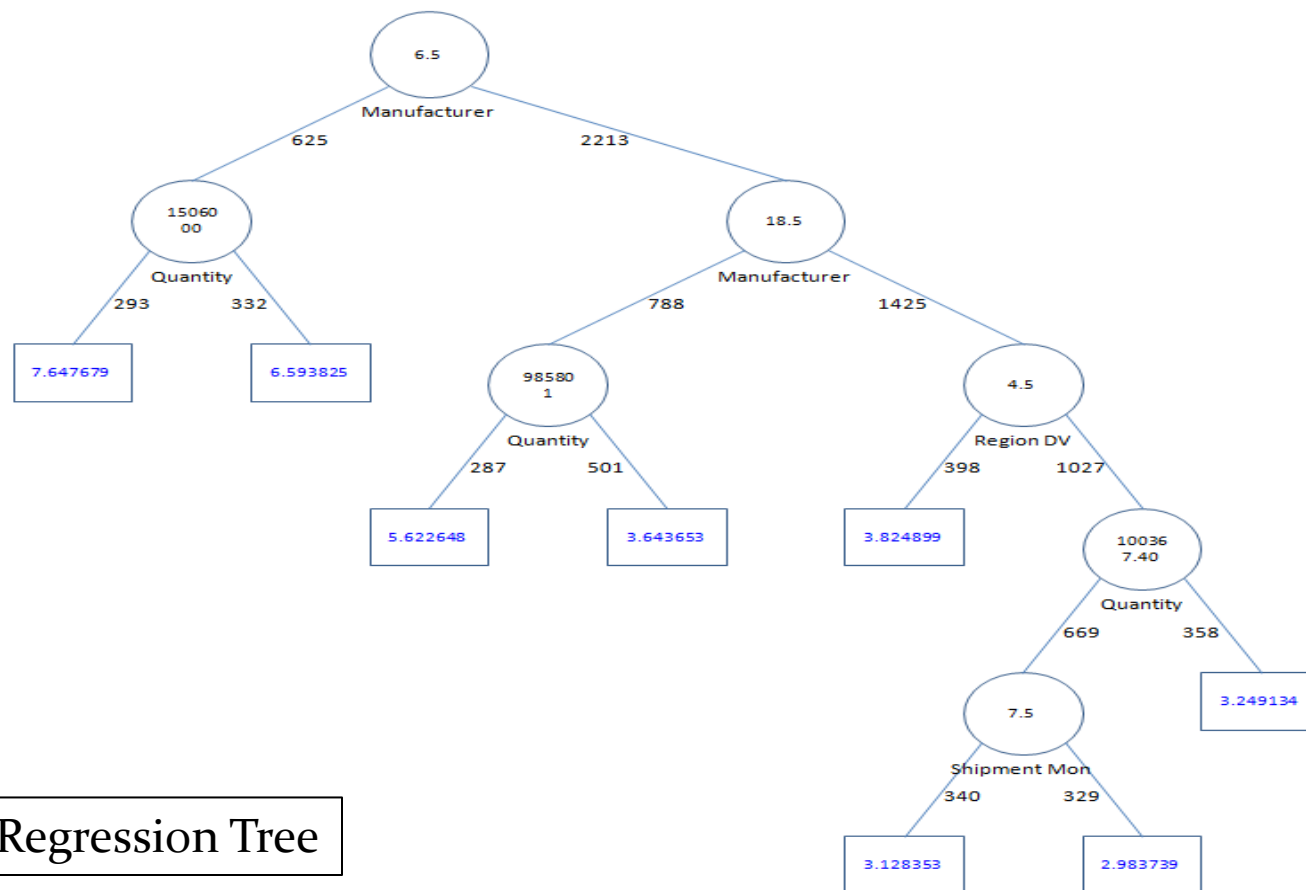 6.5
Manufacturer
625 2213
15060
00
18.5
Quantity
Manufacturer
293 332
788 1425
7.647679 6.593825
98580
1
4.5
Quantity
Region DV
287 501
398 1027
5.622648 3.643653 3.824899
10036
7.40
Quantity
669 358
7.5
3.249134
Shipment Mon
340 329
3.128353 2.983739
Regression Tree